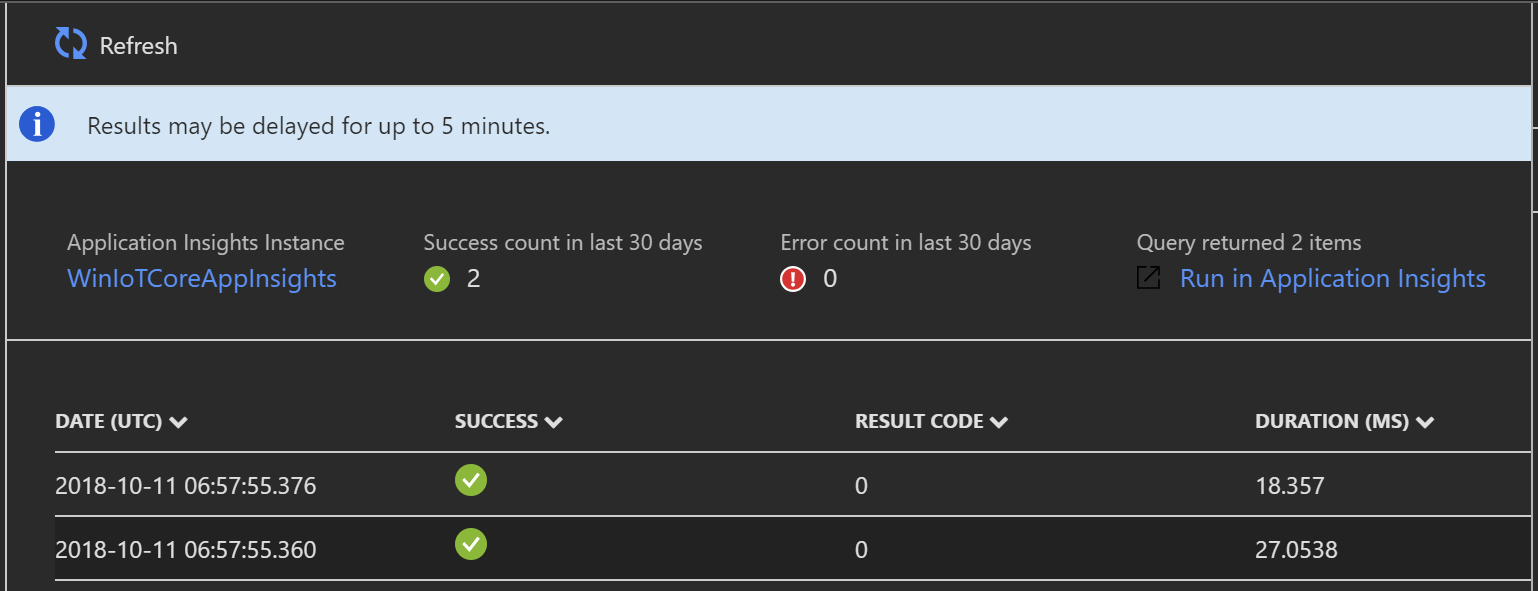 Refresh
Results may be delayed for up to 5 minutes.
Application Insights Instance Success count in last 30 days Error count in last 30 days Query returned 2 items
WinIoTCoreAppInsights 2 0 Run in Application Insights
DATE (UTC) SUCCESS RESULT CODE DURATION (MS)
2018-10-11 06:57:55.376 0 18.357
2018-10-11 06:57:55.360 0 27.0538